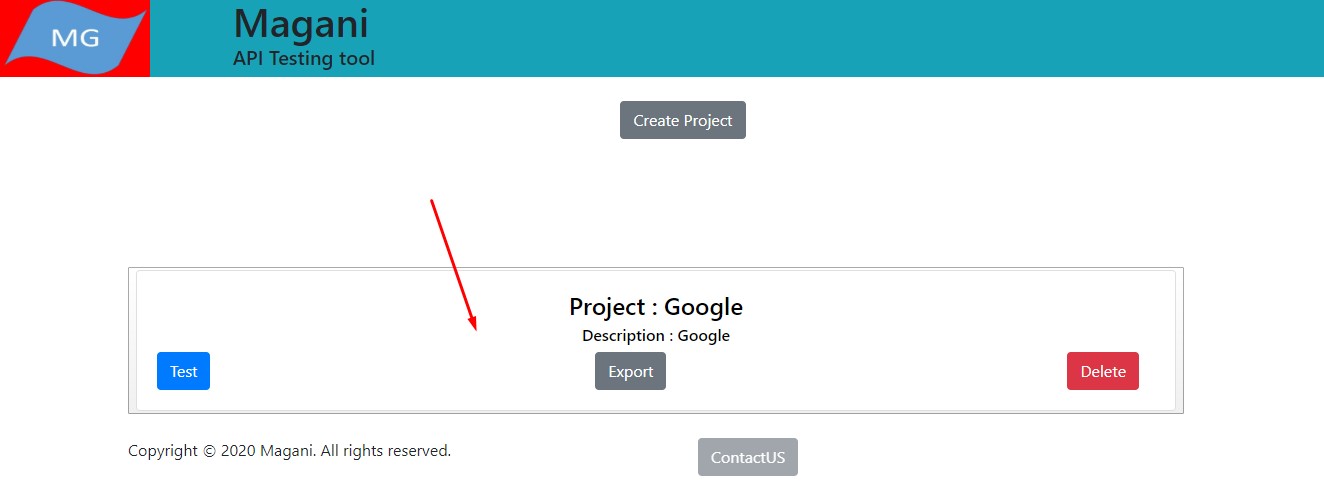 MG
Magani
API Testing tool
Create Project
Project : Google
Description : Google
Test
Export
Delete
Copyright © 2020 Magani. All rights reserved.
ContactUS